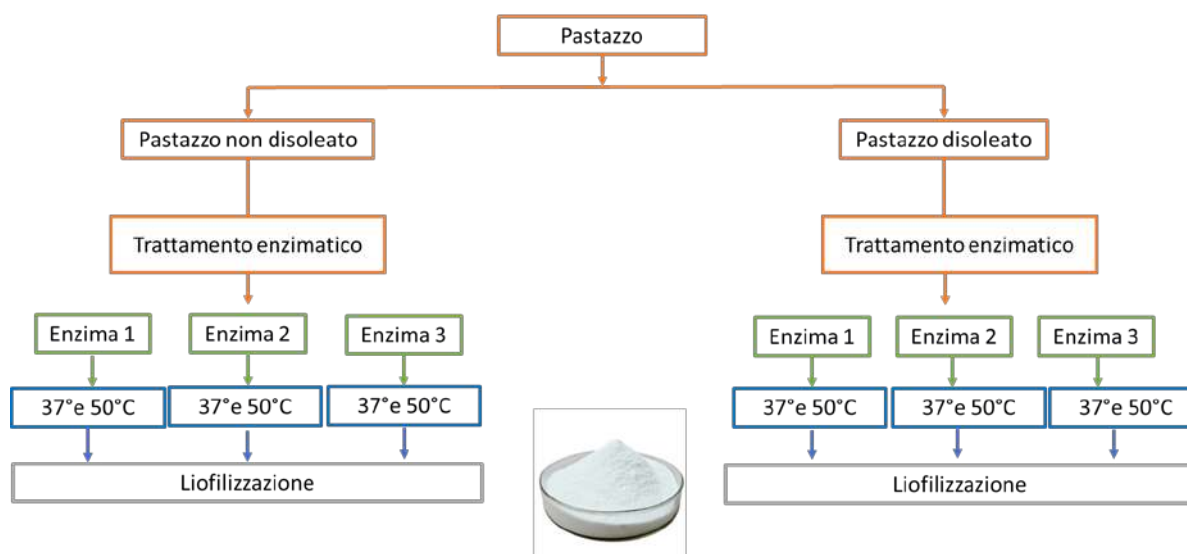 Pastazzo
Pastazzo non disoleato
Pastazzo disoleato
Trattamento enzimatico
Trattamento enzimatico
Enzima 1
Enzima 2
Enzima 3
Enzima 1
Enzima 2
Enzima 3
37°e 50°C
37°e 50°C
37°e 50°C
37°e 50°C
37°e 50°C
37°e 50°C
Liofilizzazione
Liofilizzazione